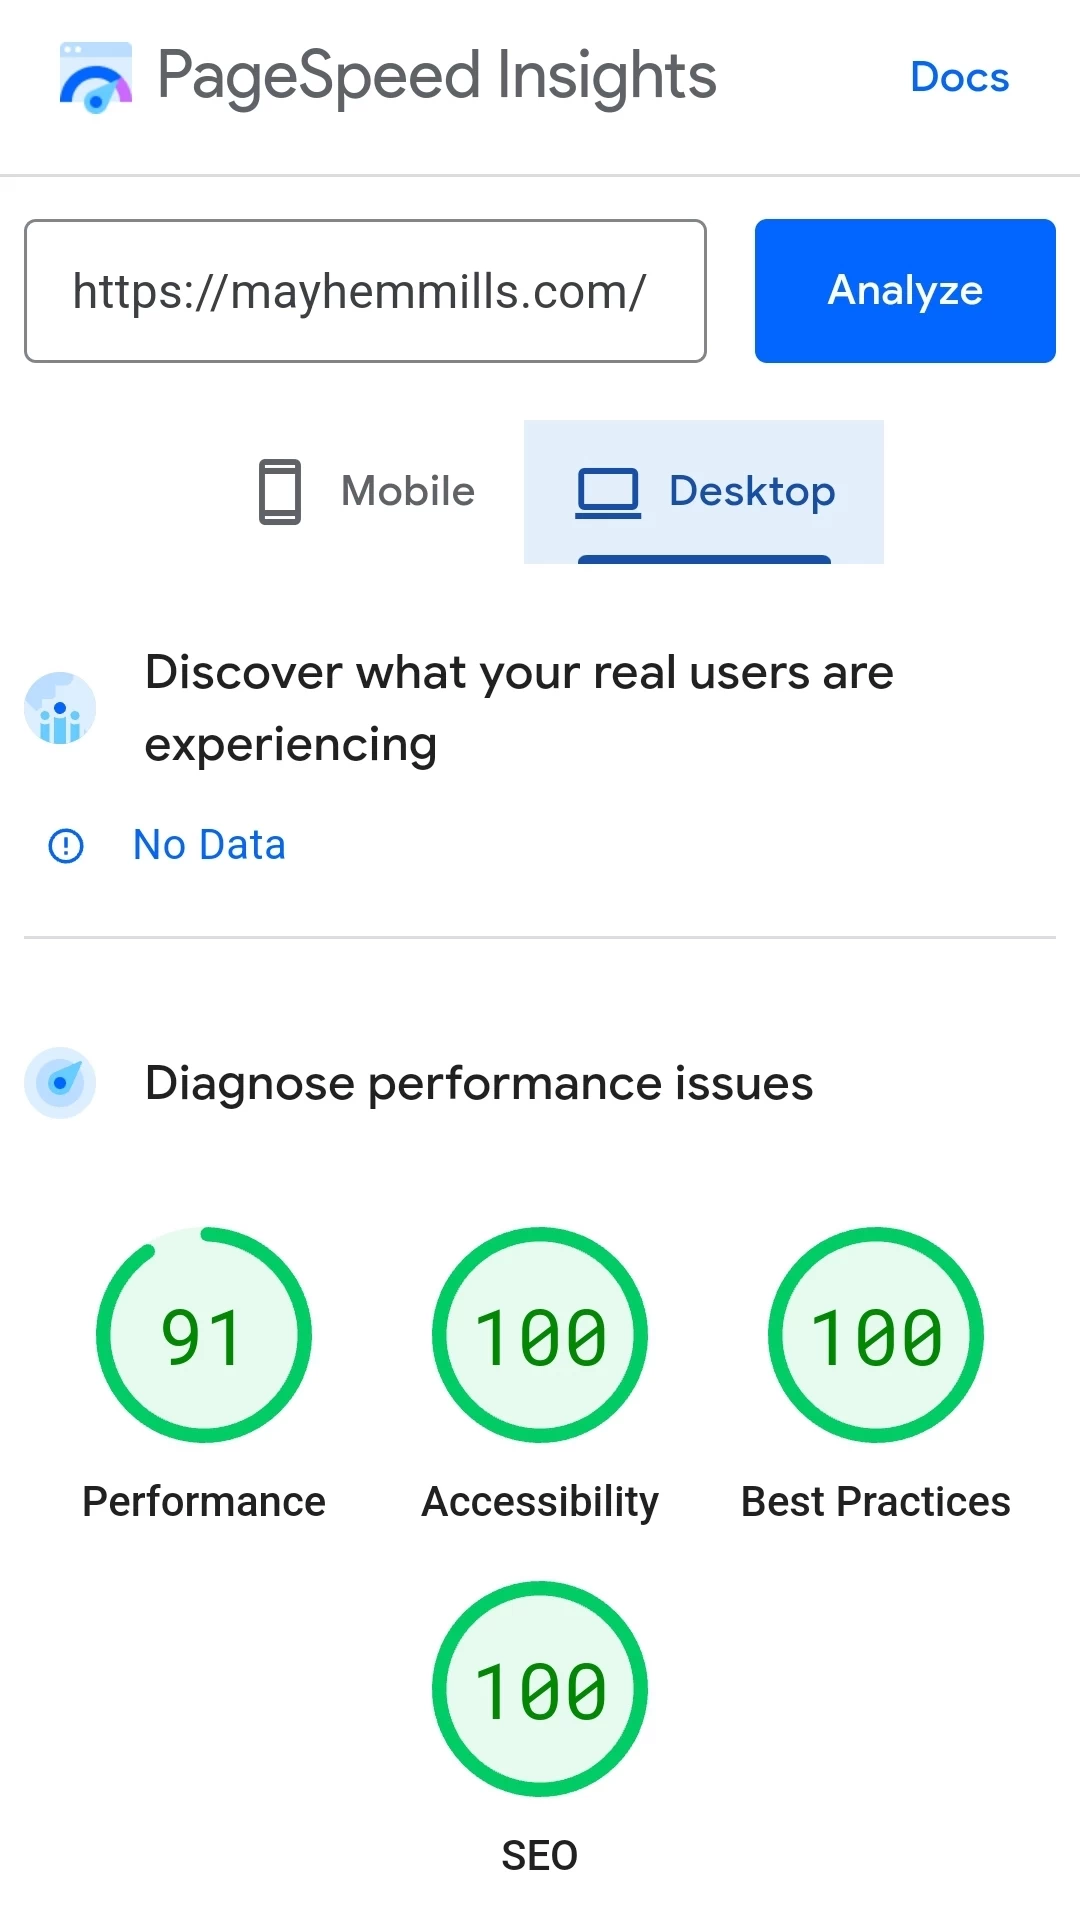 PageSpeed Insights
Docs
https://mayhemmills.com/
Analyze
Mobile
Desktop
Discover what your real users are
experiencing
No Data
Diagnose performance issues
91
100
100
Performance
Accessibility
Best Practices
100
SEO